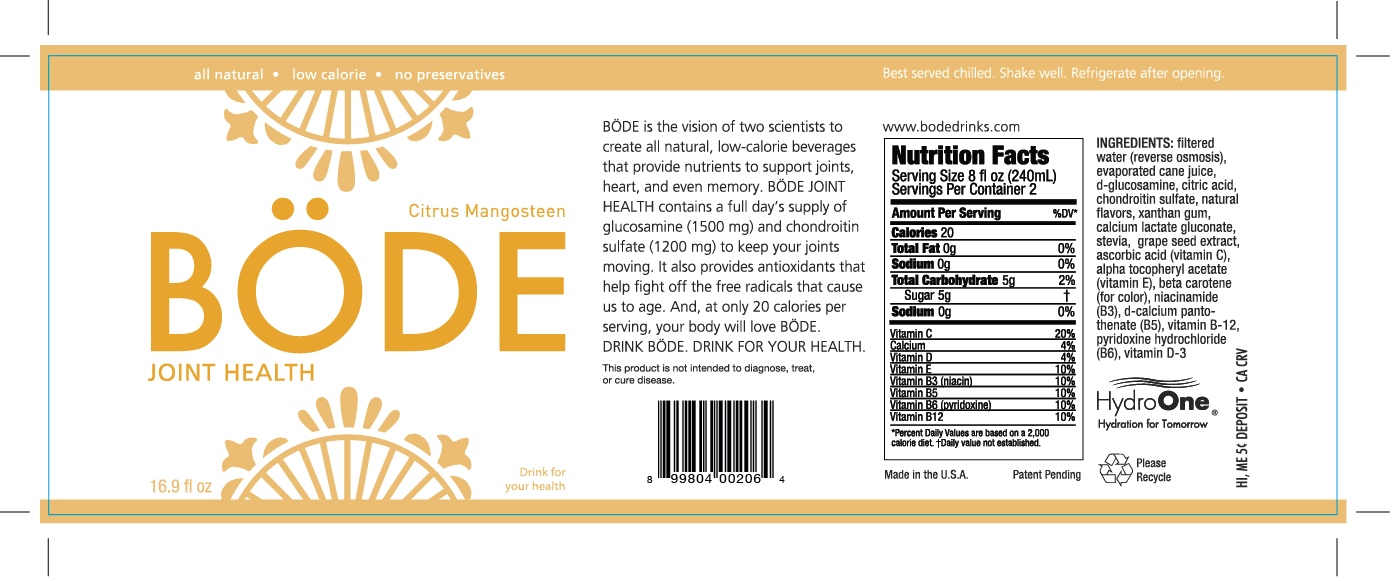 all natural • low calorie • no preservatives
Best served chilled. Shake well. Refrigerate after opening.
Citrus Mangosteen
BÖDE
JOINT HEALTH
16.9 fl oz
Drink for
your health
BÖDE is the vision of two scientists to
create all natural, low-calorie beverages
that provide nutrients to support joints,
heart, and even memory. BÖDE JOINT
HEALTH contains a full day's supply of
glucosamine (1500 mg) and chondroitin
sulfate (1200 mg) to keep your joints
moving. It also provides antioxidants that
help fight off the free radicals that cause
us to age. And, at only 20 calories per
serving, your body will love BÖDE.
DRINK BÖDE. DRINK FOR YOUR HEALTH.
This product is not intended to diagnose, treat,
or cure disease.
8 99804 00206 4
www.bodedrinks.com
Nutrition Facts
Serving Size 8 fl oz (240mL)
Servings Per Container 2
Amount Per Serving %DV*
Calories 20
Total Fat 0g 0%
Sodium 0g 0%
Total Carbohydrate 5g 2%
Sugar 5g †
Sodium 0g 0%
Vitamin C 20%
Calcium 4%
Vitamin D 4%
Vitamin E 10%
Vitamin B3 (niacin) 10%
Vitamin B5 10%
Vitamin B6 (pyridoxine) 10%
Vitamin B12 10%
*Percent Daily Values are based on a 2,000
calorie diet. †Daily value not established.
Made in the U.S.A. Patent Pending
INGREDIENTS: filtered
water (reverse osmosis),
evaporated cane juice,
d-glucosamine, citric acid,
chondroitin sulfate, natural
flavors, xanthan gum,
calcium lactate gluconate,
stevia, grape seed extract,
ascorbic acid (vitamin C),
alpha tocopheryl acetate
(vitamin E), beta carotene
(for color), niacinamide
(B3), d-calcium panto-
thenate (B5), vitamin B-12,
pyridoxine hydrochloride
(B6), vitamin D-3
HydroOne®
Hydration for Tomorrow
Please
Recycle
HI, ME 5¢ DEPOSIT • CA CRV